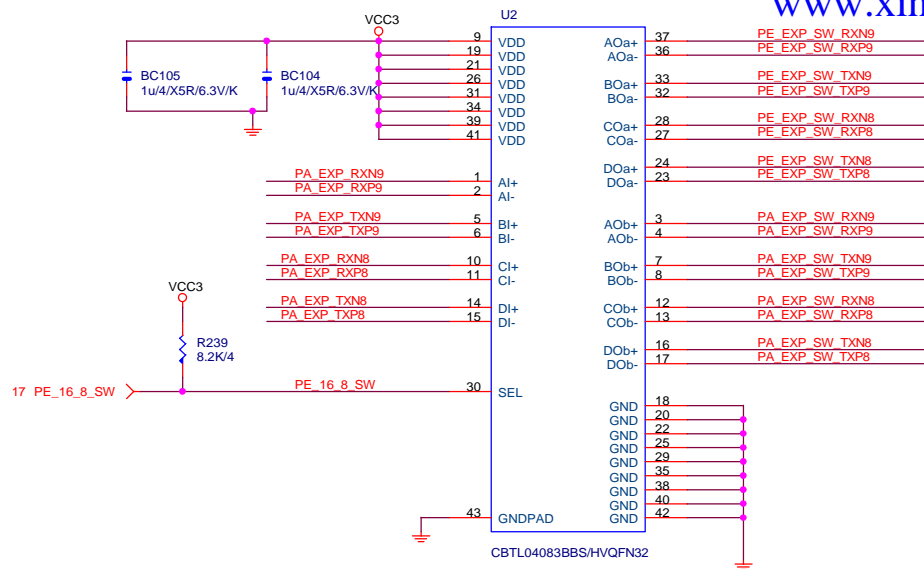 www.xin
U2
VCC3
BC105
1u/4/X5R/6.3V/K
BC104
1u/4/X5R/6.3V/K
9 VDD
19 VDD
21 VDD
26 VDD
31 VDD
34 VDD
39 VDD
41 VDD
PA_EXP_RXN9 1 AI+
PA_EXP_RXP9 2 AI-
PA_EXP_TXN9 5 BI+
PA_EXP_TXP9 6 BI-
PA_EXP_RXN8 10 CI+
PA_EXP_RXP8 11 CI-
PA_EXP_TXN8 14 DI+
PA_EXP_TXP8 15 DI-
VCC3
R239
8.2K/4
17 PE_16_8_SW PE_16_8_SW 30 SEL
43 GNDPAD
AOa+ 37 PE_EXP_SW_RXN9
AOa- 36 PE_EXP_SW_RXP9
BOa+ 33 PE_EXP_SW_TXN9
BOa- 32 PE_EXP_SW_TXP9
COa+ 28 PE_EXP_SW_RXN8
COa- 27 PE_EXP_SW_RXP8
DOa+ 24 PE_EXP_SW_TXN8
DOa- 23 PE_EXP_SW_TXP8
AOb+ 3 PA_EXP_SW_RXN9
AOb- 4 PA_EXP_SW_RXP9
BOb+ 7 PA_EXP_SW_TXN9
BOb- 8 PA_EXP_SW_TXP9
COb+ 12 PA_EXP_SW_RXN8
COb- 13 PA_EXP_SW_RXP8
DOb+ 16 PA_EXP_SW_TXN8
DOb- 17 PA_EXP_SW_TXP8
GND 18
GND 20
GND 22
GND 25
GND 29
GND 35
GND 38
GND 40
GND 42
CBTL04083BBS/HVQFN32